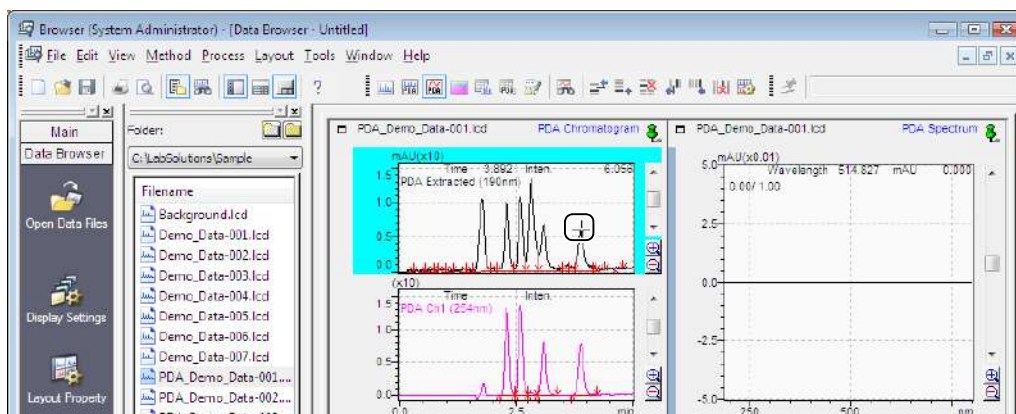 Browser (System Administrator) - [Data Browser - Untitled]
File Edit View Method Process Layout Tools Window Help
Main
Data Browser
Open Data Files
Display Settings
Layout Property
Folder:
C:\LabSolutions\Sample
Filename
Background.lcd
Demo_Data-001.lcd
Demo_Data-002.lcd
Demo_Data-003.lcd
Demo_Data-004.lcd
Demo_Data-005.lcd
Demo_Data-006.lcd
Demo_Data-007.lcd
PDA_Demo_Data-001....
PDA_Demo_Data-002....
PDA_Demo_Data-001.lcd PDA Chromatogram
mAU(x10)
Time 3.892 Inten. 6.056
PDA Extracted (190nm)
1.5
1.0
0.5
0.0
(x10)
Time Inten.
PDA Ch1 (254nm)
1.5
1.0
0.5
0.0
0.0 2.5 min
PDA_Demo_Data-001.lcd PDA Spectrum
mAU(x0.01)
Wavelength 514.827 mAU 0.000
0.00/ 1.00
5.0
2.5
0.0
-2.5
-5.0
250 500 nm